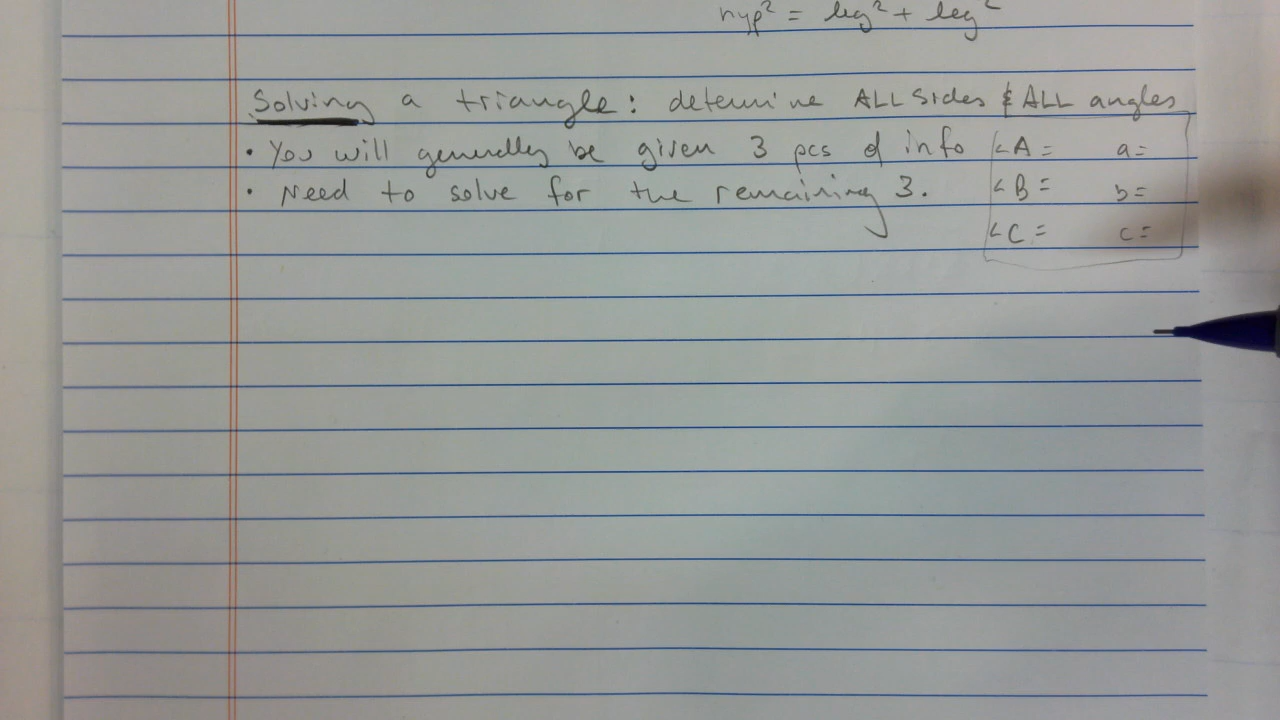 hyp² = leg² + leg²
Solving a triangle: determine ALL sides & ALL angles
• You will generally be given 3 pcs of info ∠A = a=
• Need to solve for the remaining 3. ∠B = b=
∠C = c=